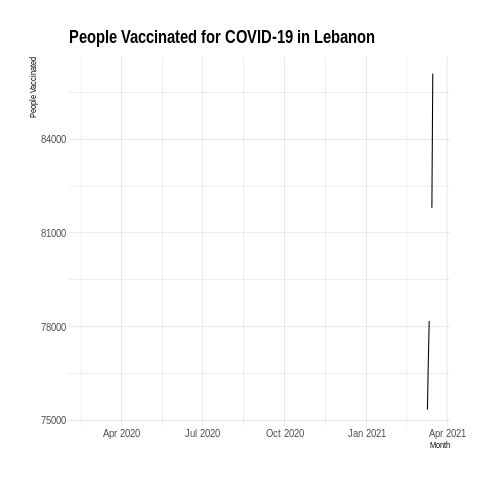 People Vaccinated for COVID-19 in Lebanon
People Vaccinated
84000
81000
78000
75000
Apr 2020 Jul 2020 Oct 2020 Jan 2021 Apr 2021
Month